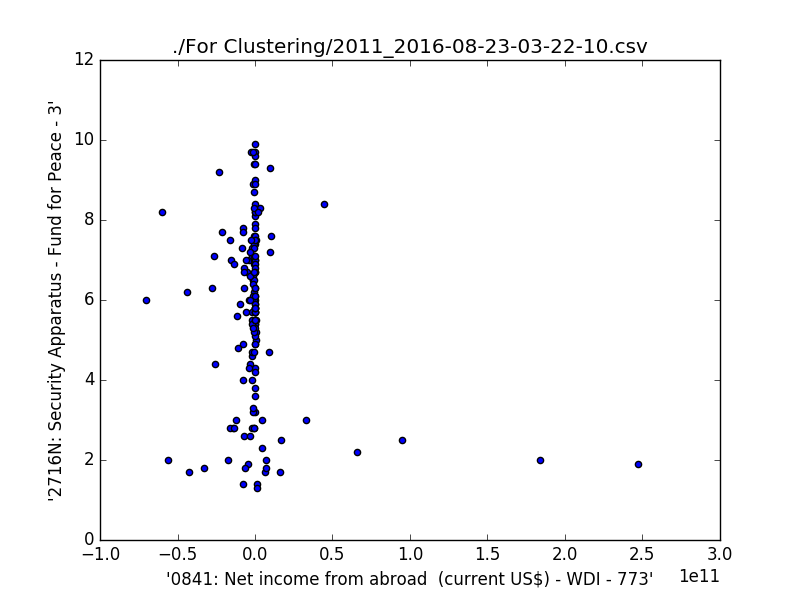 ./For Clustering/2011_2016-08-23-03-22-10.csv
12
10
8
6
4
2
0
'2716N: Security Apparatus - Fund for Peace - 3'
−1.0 −0.5 0.0 0.5 1.0 1.5 2.0 2.5 3.0
1e11
'0841: Net income from abroad  (current US$) - WDI - 773'